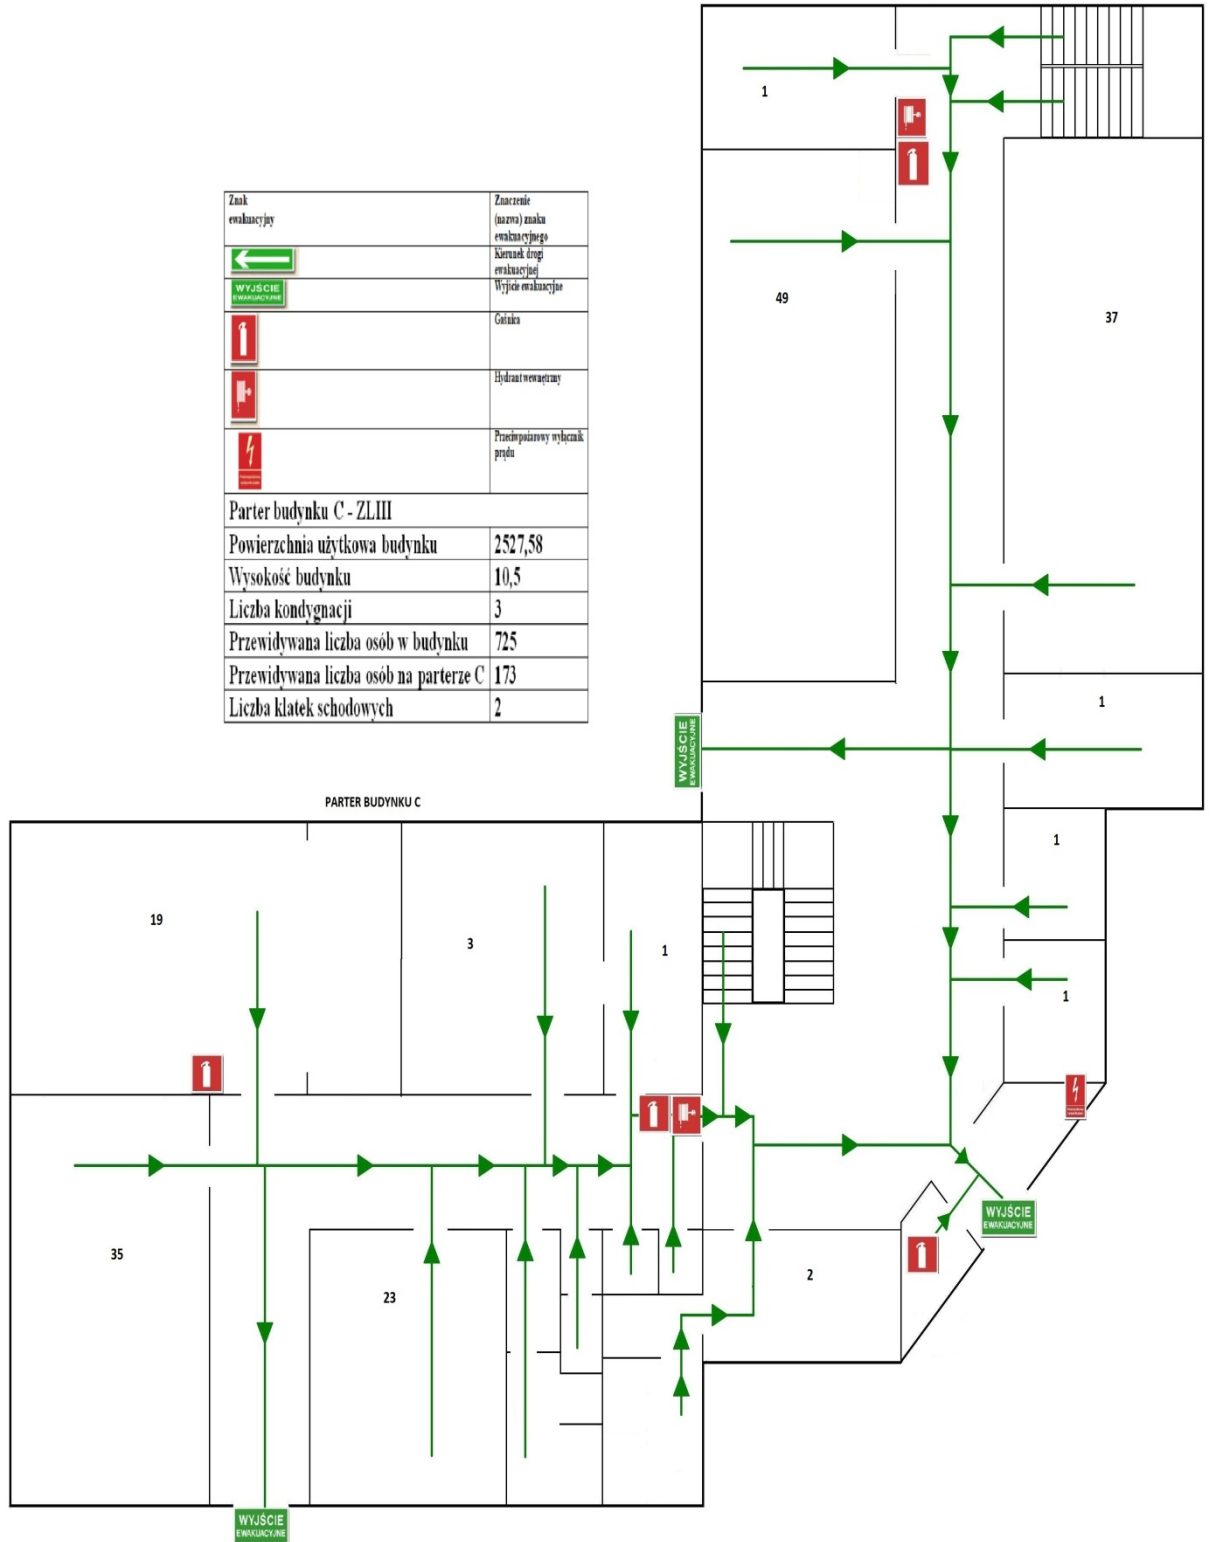 1
Znak
ewakuacyjny
Znaczenie
(nazwa) znaku
ewakuacyjnego
Kierunek drogi
ewakuacyjnej
WYJŚCIE
EWAKUACYJNE
Wyjście ewakuacyjne
Gaśnica
Hydrant wewnętrzny
Przeciwpożarowy wyłącznik
prądu
Parter budynku C - ZLIII
Powierzchnia użytkowa budynku 2527,58
Wysokość budynku 10,5
Liczba kondygnacji 3
Przewidywana liczba osób w budynku 725
Przewidywana liczba osób na parterze C 173
Liczba klatek schodowych 2
49
37
1
WYJŚCIE
EWAKUACYJNE
PARTER BUDYNKU C
1
19
3
1
1
35
23
2
WYJŚCIE
EWAKUACYJNE
WYJŚCIE
EWAKUACYJNE